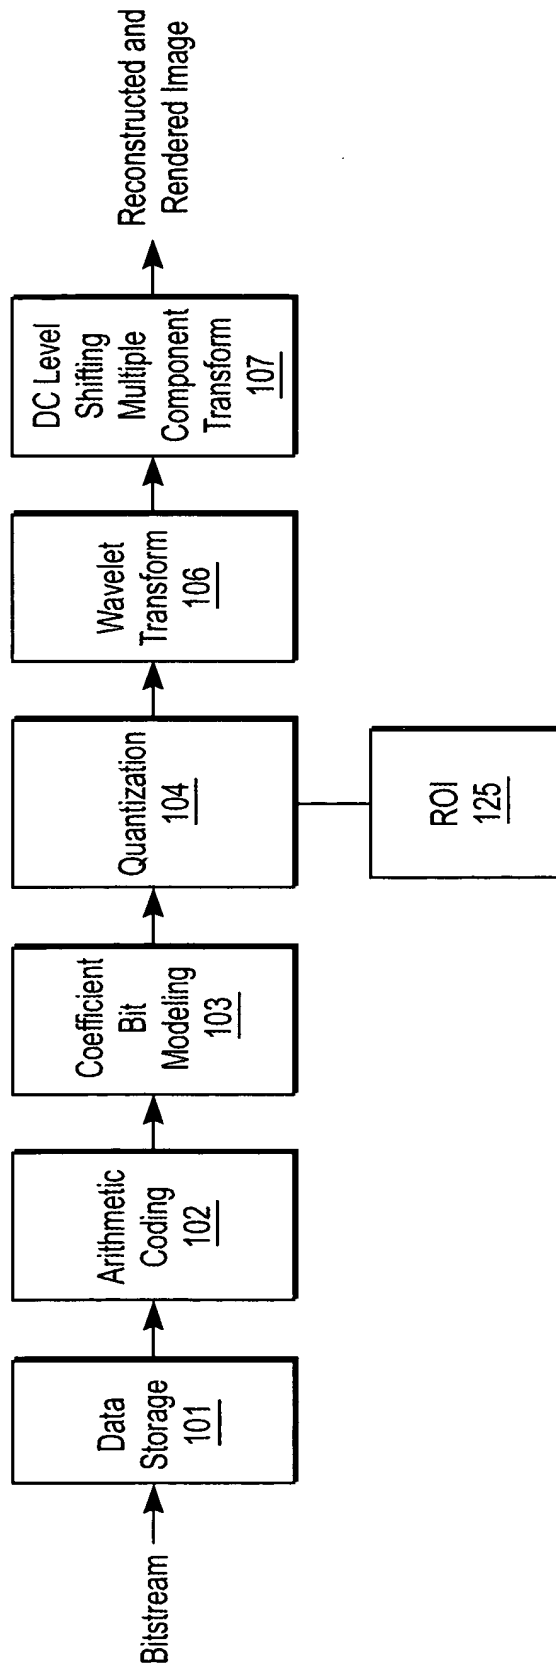 Bitstream
Data
Storage
101
Arithmetic
Coding
102
Coefficient
Bit
Modeling
103
Quantization
104
ROI
125
Wavelet
Transform
106
DC Level
Shifting
Multiple
Component
Transform
107
Reconstructed and
Rendered Image